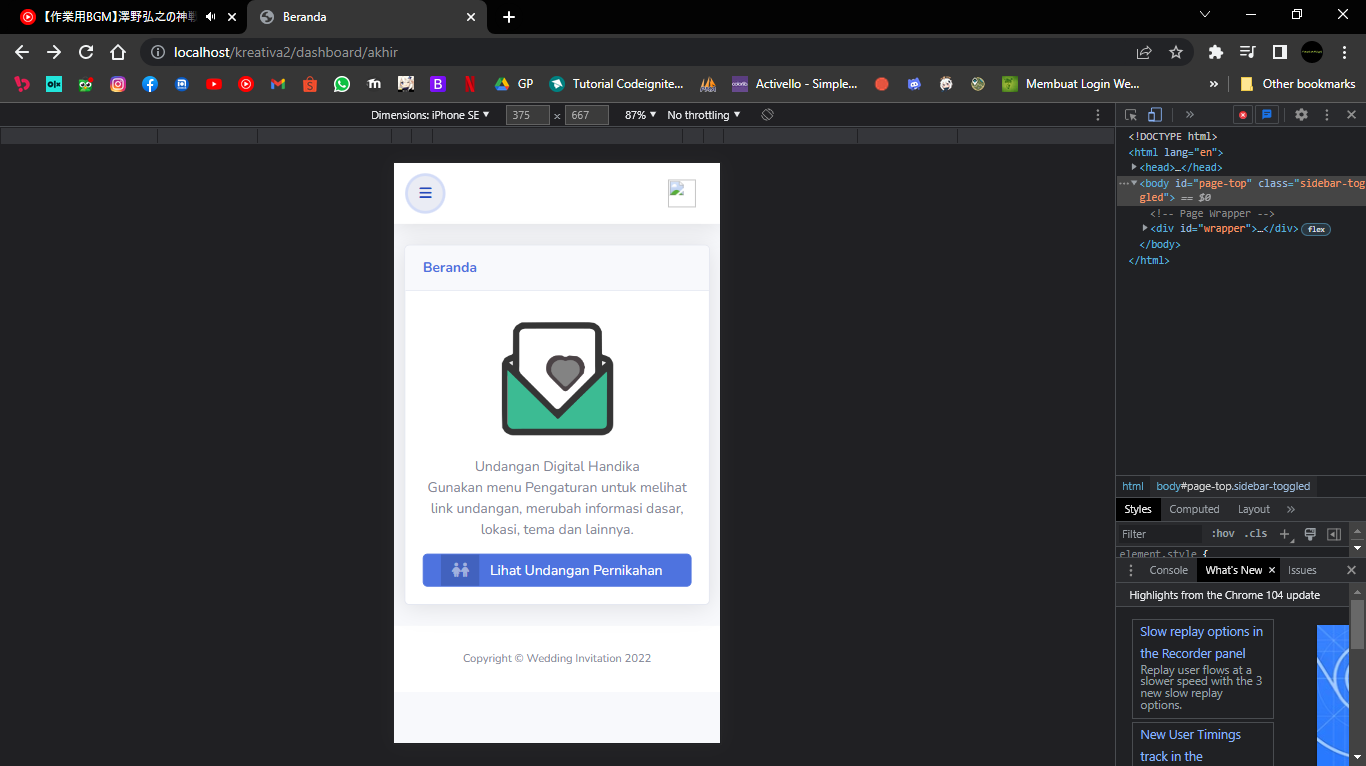 【作業用BGM】澤野弘之の神戦
Beranda
localhost/kreativa2/dashboard/akhir
GP
Tutorial Codeignite...
Activello - Simple...
Membuat Login We...
»
Other bookmarks
Dimensions: iPhone SE ▼
375
×
667
87% ▼
No throttling ▼
»
<!DOCTYPE html>
<html lang="en">
▶<head>…</head>
···▼<body id="page-top" class="sidebar-tog
gled"> == $0
<!-- Page Wrapper -->
▶<div id="wrapper">…</div> flex
</body>
</html>
Beranda
Undangan Digital Handika
Gunakan menu Pengaturan untuk melihat
link undangan, merubah informasi dasar,
lokasi, tema dan lainnya.
Lihat Undangan Pernikahan
Copyright © Wedding Invitation 2022
html body#page-top.sidebar-toggled
Styles Computed Layout »
Filter :hov .cls +
element.style {
Console What's New × Issues
Highlights from the Chrome 104 update
Slow replay options in
the Recorder panel
Replay user flows at a
slower speed with the 3
new slow replay
options.
New User Timings
track in the